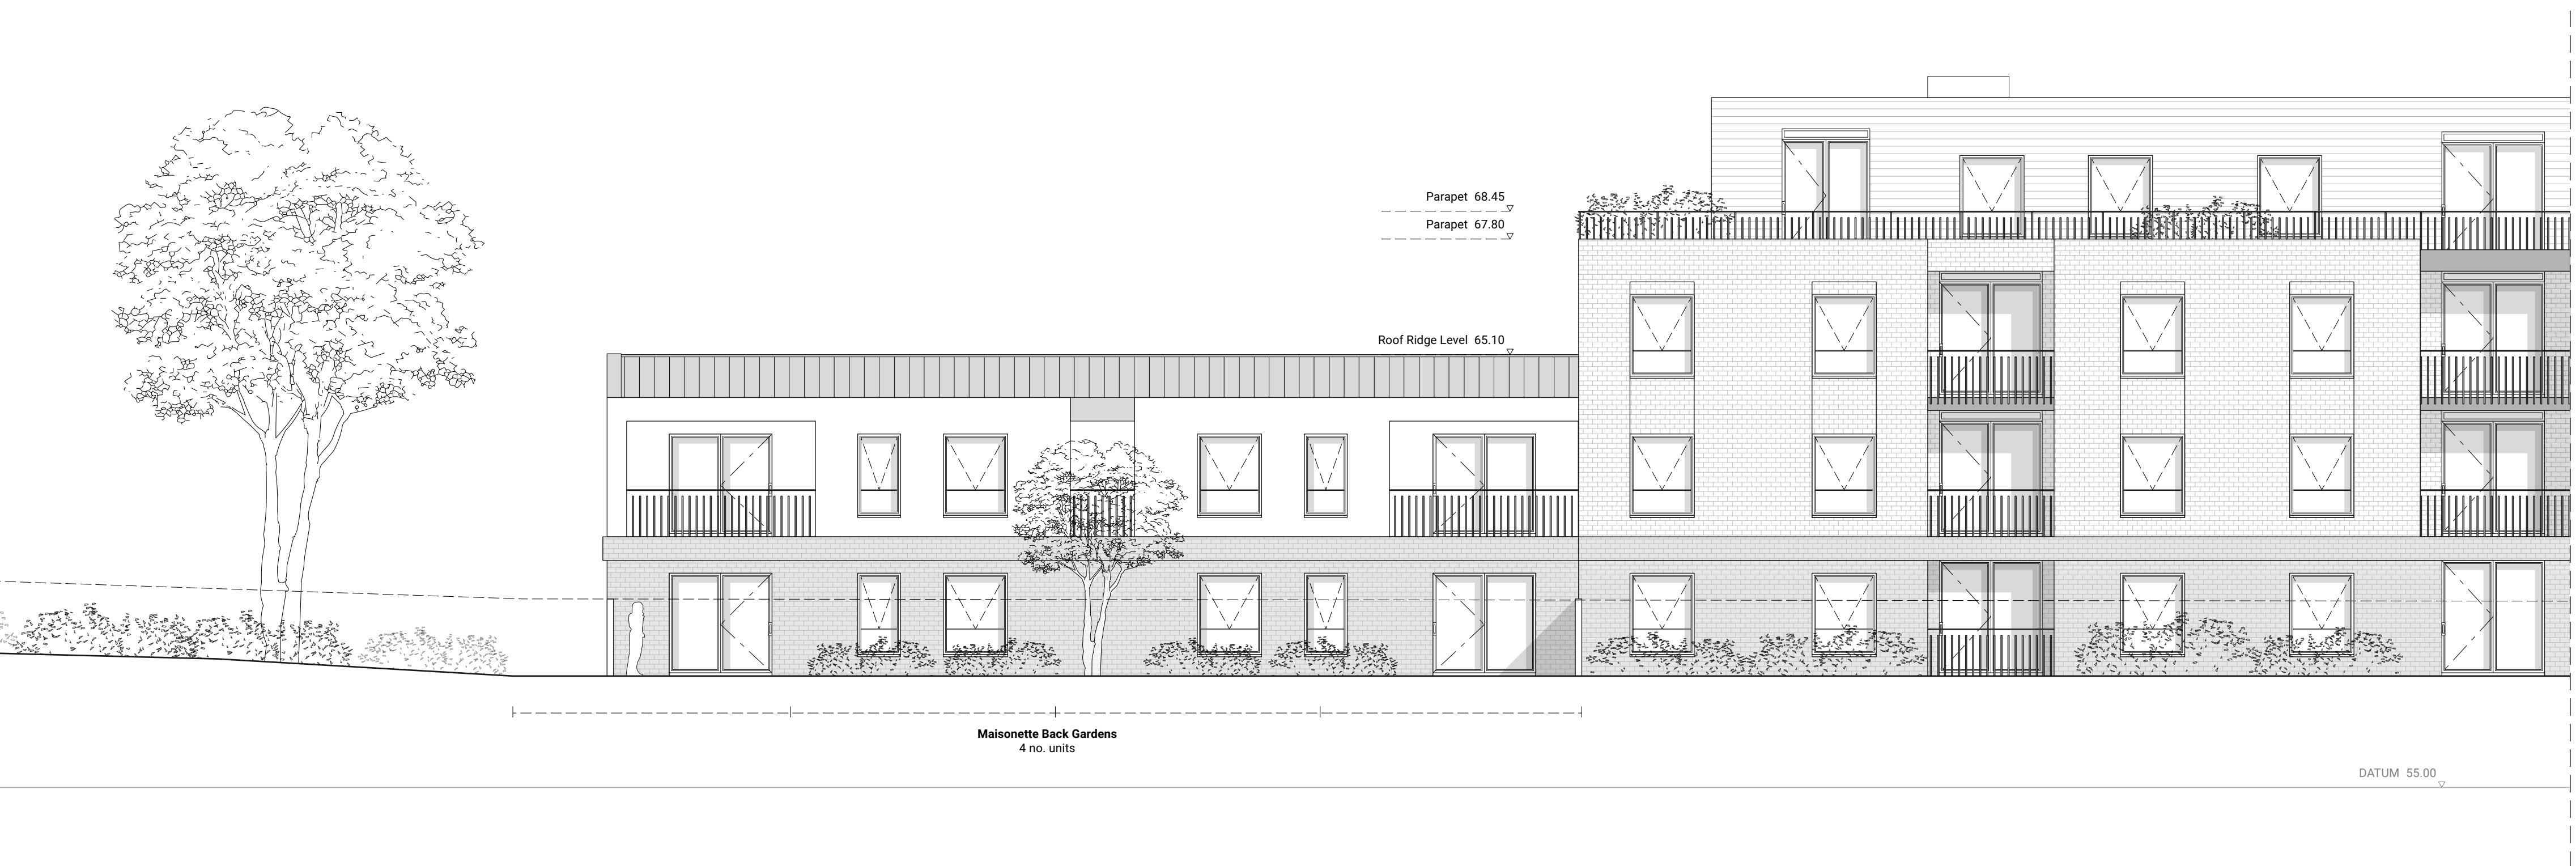 Parapet 68.45
Parapet 67.80
Roof Ridge Level 65.10
Maisonette Back Gardens
4 no. units
DATUM 55.00